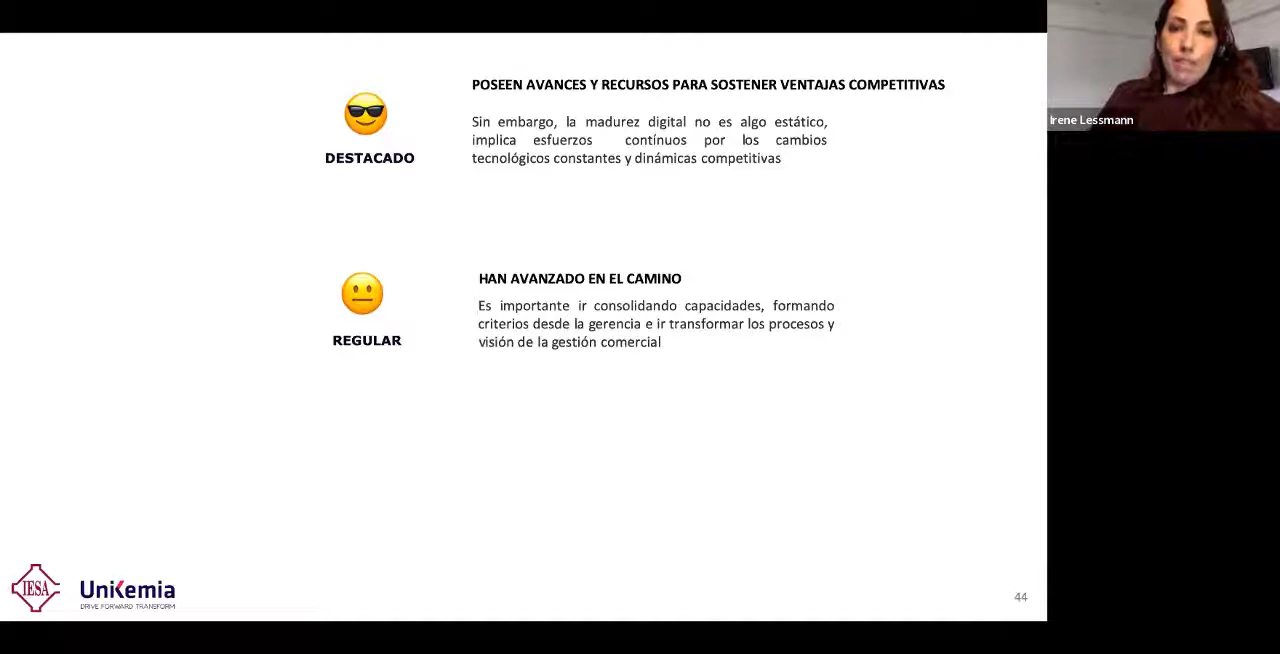 POSEEN AVANCES Y RECURSOS PARA SOSTENER VENTAJAS COMPETITIVAS
Sin embargo, la madurez digital no es algo estático,
implica esfuerzos contínuos por los cambios
tecnológicos constantes y dinámicas competitivas
DESTACADO
HAN AVANZADO EN EL CAMINO
Es importante ir consolidando capacidades, formando
criterios desde la gerencia e ir transformar los procesos y
visión de la gestión comercial
REGULAR
IESA
UniKemia
DRIVE FORWARD TRANSFORM
44
Irene Lessmann